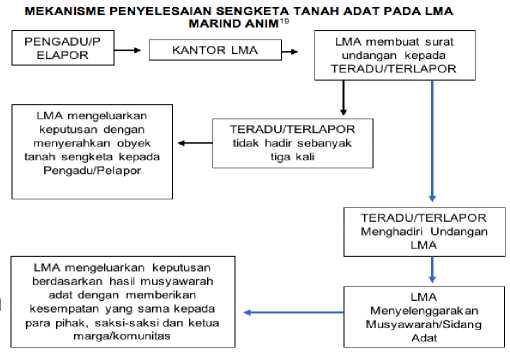 MEKANISME PENYELESAIAN SENGKETA TANAH ADAT PADA LMA
MARIND ANIM¹⁹
PENGADU/P
ELAPOR
KANTOR LMA
LMA membuat surat
undangan kepada
TERADU/TERLAPOR
LMA mengeluarkan
keputusan dengan
menyerahkan obyek
tanah sengketa kepada
Pengadu/Pelapor
TERADU/TERLAPOR
tidak hadir sebanyak
tiga kali
TERADU/TERLAPOR
Menghadiri Undangan
LMA
LMA mengeluarkan keputusan
berdasarkan hasil musyawarah
adat dengan memberikan
kesempatan yang sama kepada
para pihak, saksi-saksi dan ketua
marga/komunitas
LMA
Menyelenggarakan
Musyawarah/Sidang
Adat